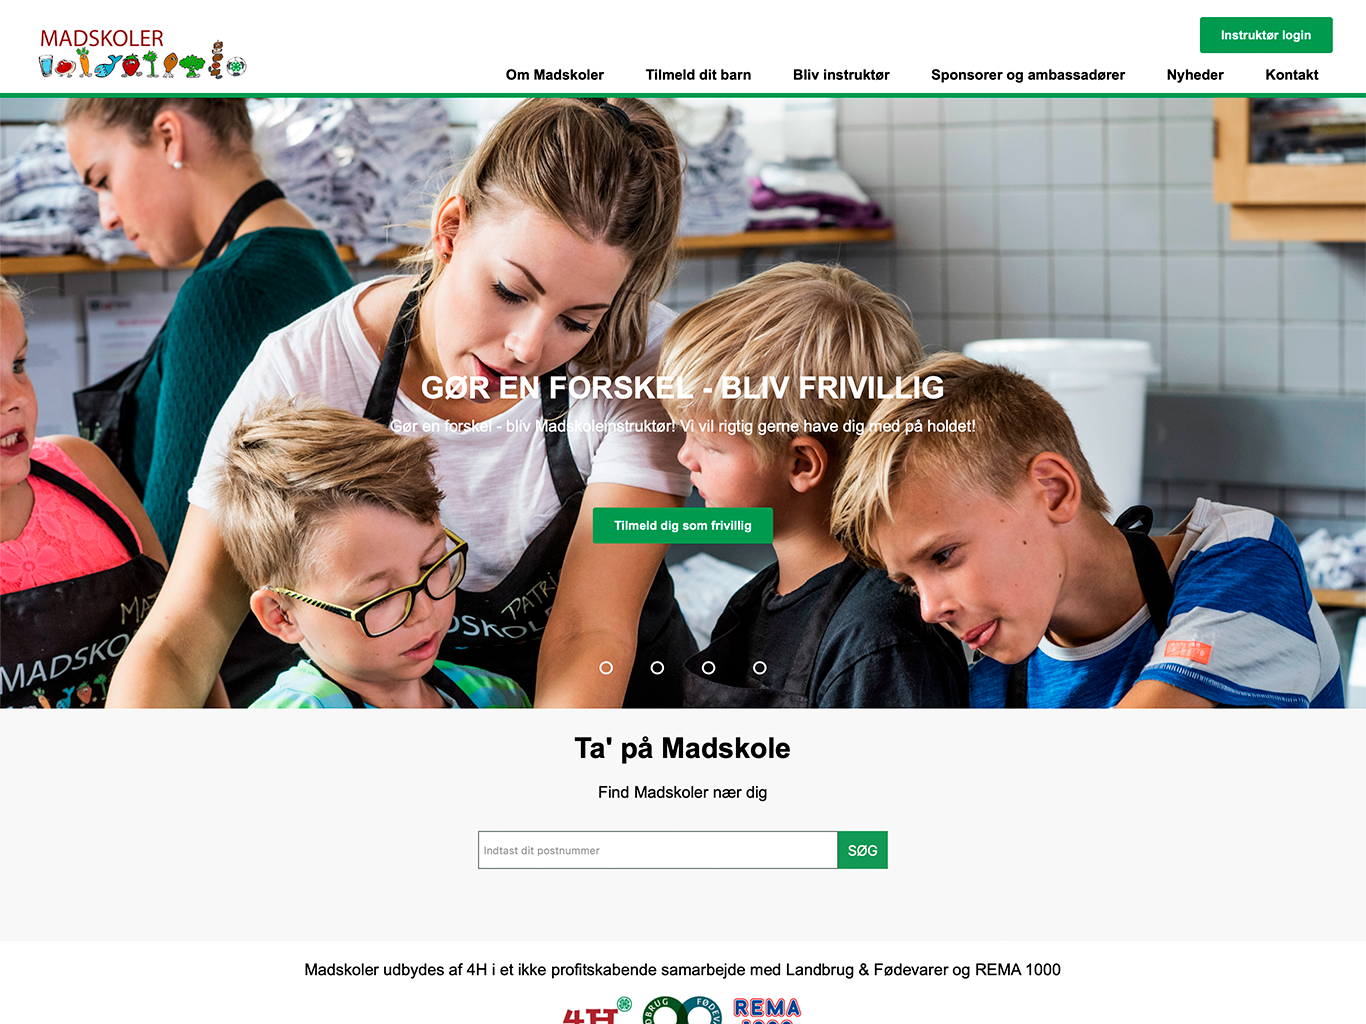 MADSKOLER
Instruktør login
Om Madskoler
Tilmeld dit barn
Bliv instruktør
Sponsorer og ambassadører
Nyheder
Kontakt
GØR EN FORSKEL - BLIV FRIVILLIG
Gør en forskel - bliv Madskoleinstruktør! Vi vil rigtig gerne have dig med på holdet!
Tilmeld dig som frivillig
Ta' på Madskole
Find Madskoler nær dig
Indtast dit postnummer
SØG
Madskoler udbydes af 4H i et ikke profitskabende samarbejde med Landbrug & Fødevarer og REMA 1000
4H
REMA
1000